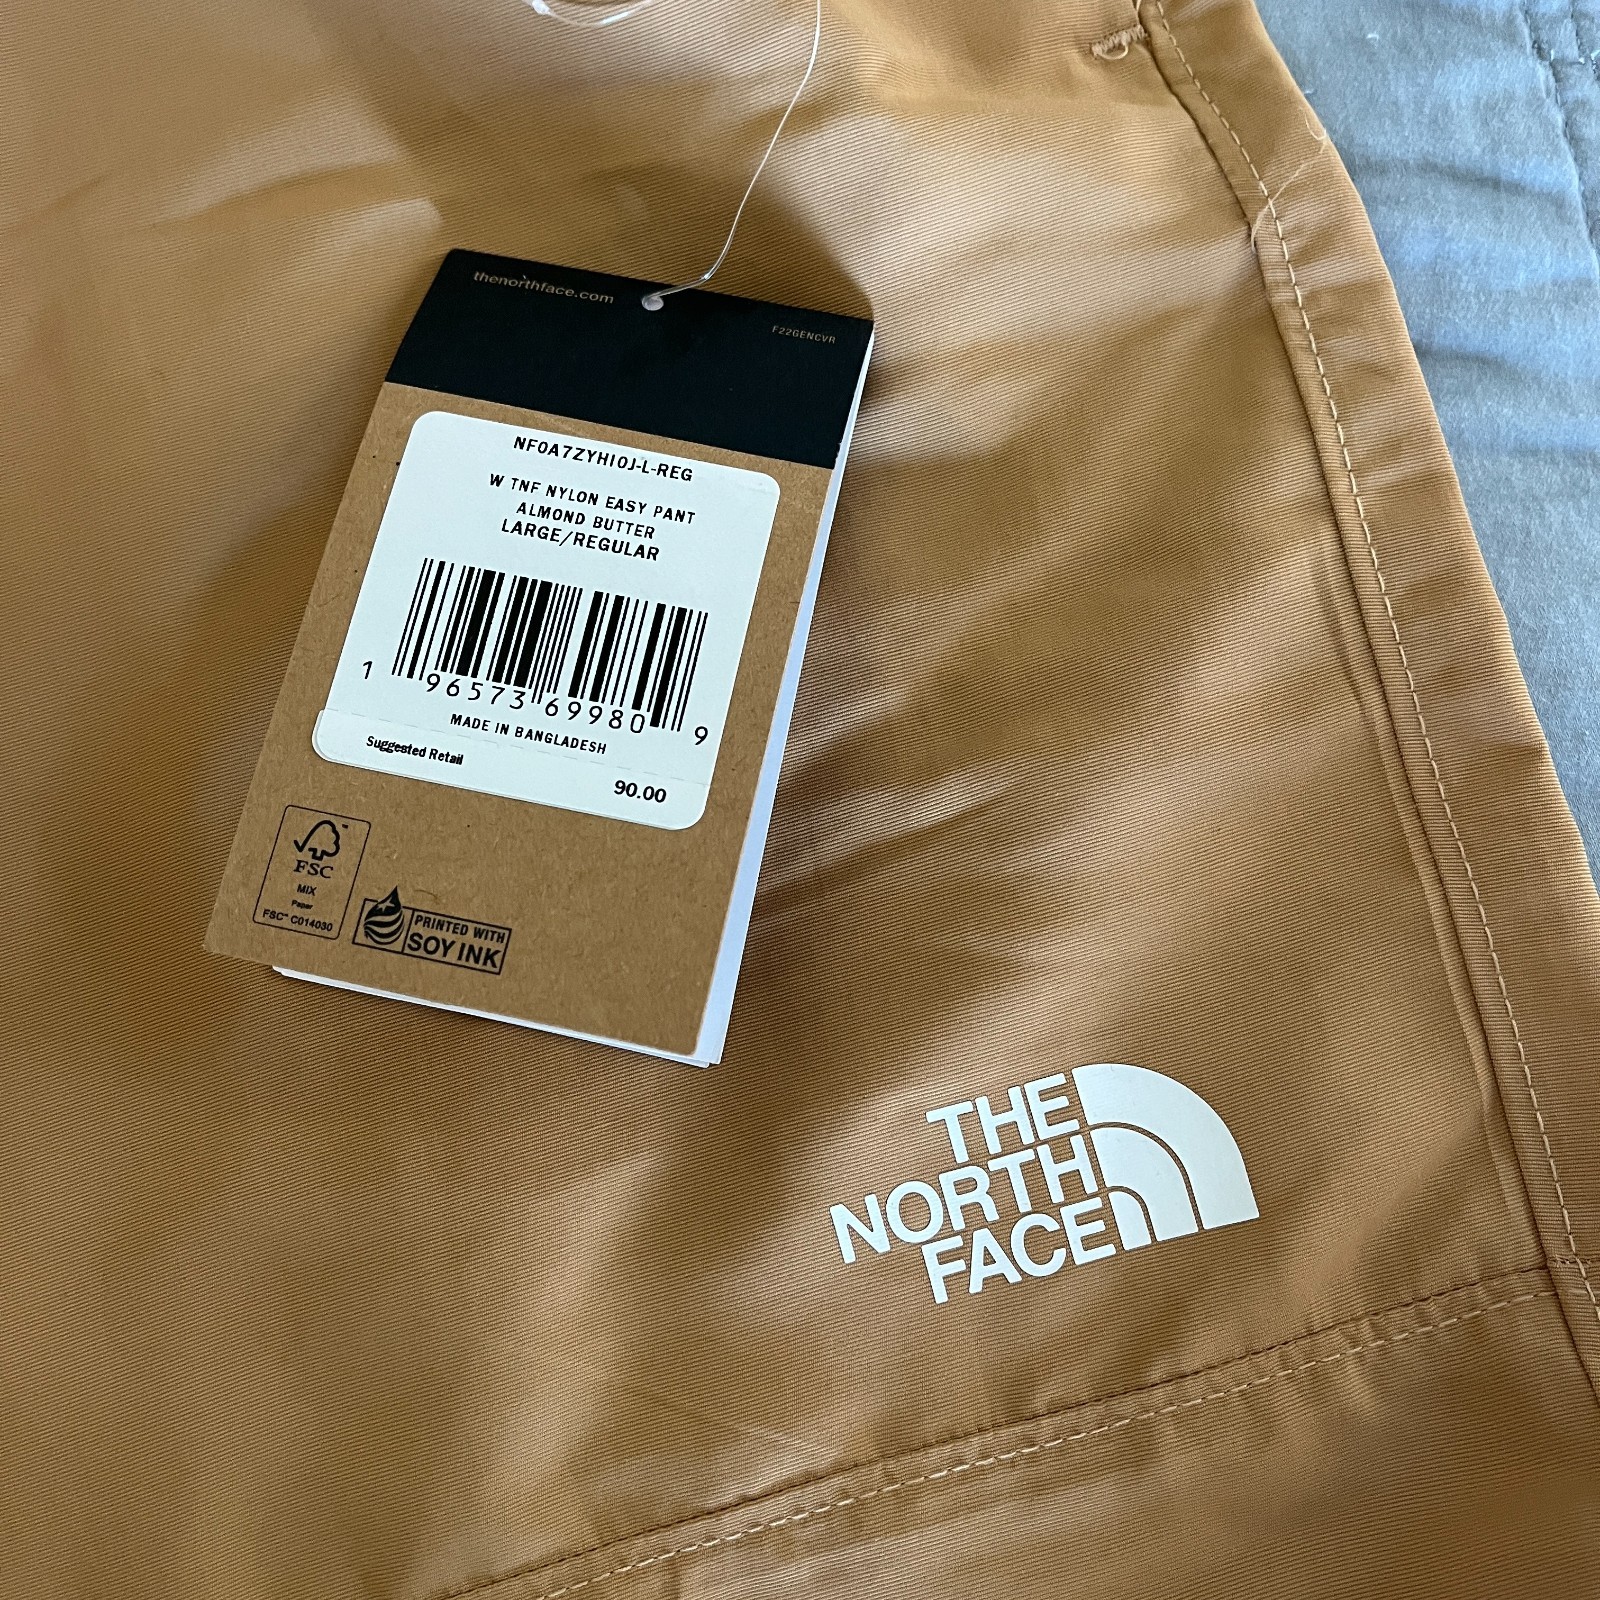 thenorthface.com
F22GENCVR
NF0A7ZYHI0J-L-REG
W TNF NYLON EASY PANT
ALMOND BUTTER
LARGE/REGULAR
1 96573 69980 9
MADE IN BANGLADESH
Suggested Retail
90.00
FSC
MIX
Paper
FSC™ C014030
PRINTED WITH
SOY INK
THE
NORTH
FACE